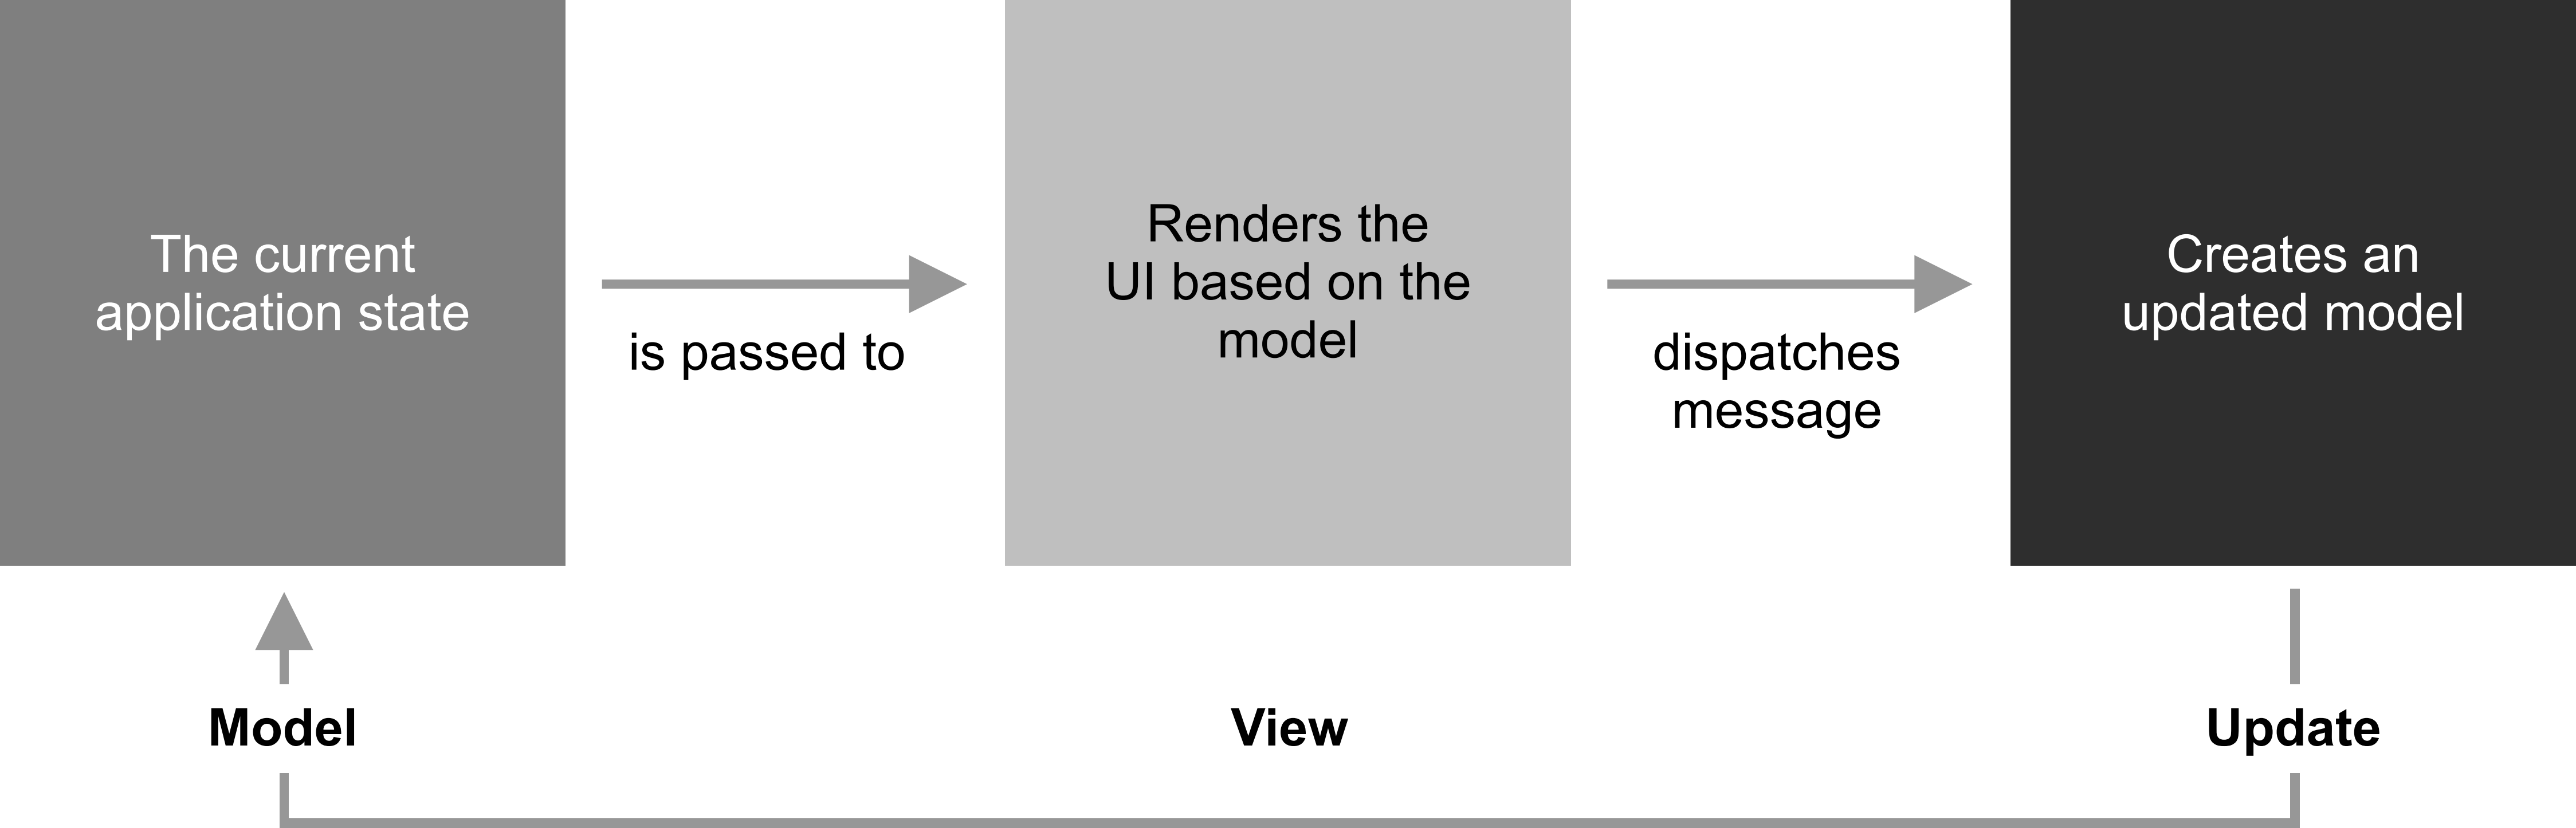 The current
application state
is passed to
Renders the
UI based on the
model
dispatches
message
Creates an
updated model
Model
View
Update